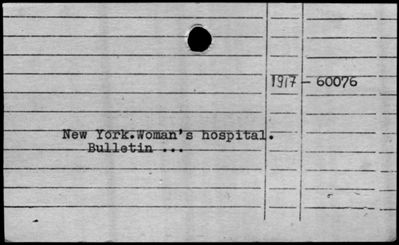 1917 - 60076
New York.Woman's hospital.
Bulletin ...